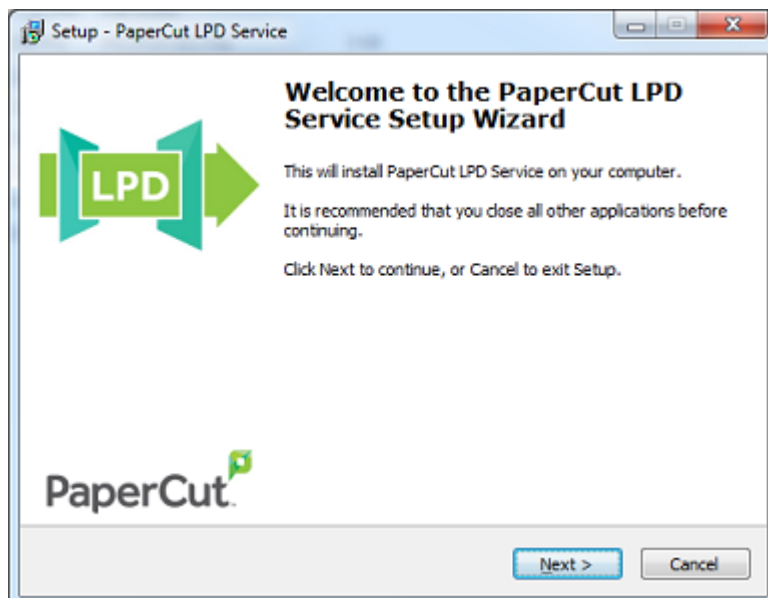 Setup - PaperCut LPD Service
Welcome to the PaperCut LPD
Service Setup Wizard
This will install PaperCut LPD Service on your computer.
It is recommended that you close all other applications before
continuing.
Click Next to continue, or Cancel to exit Setup.
LPD
PaperCut™
Next >
Cancel